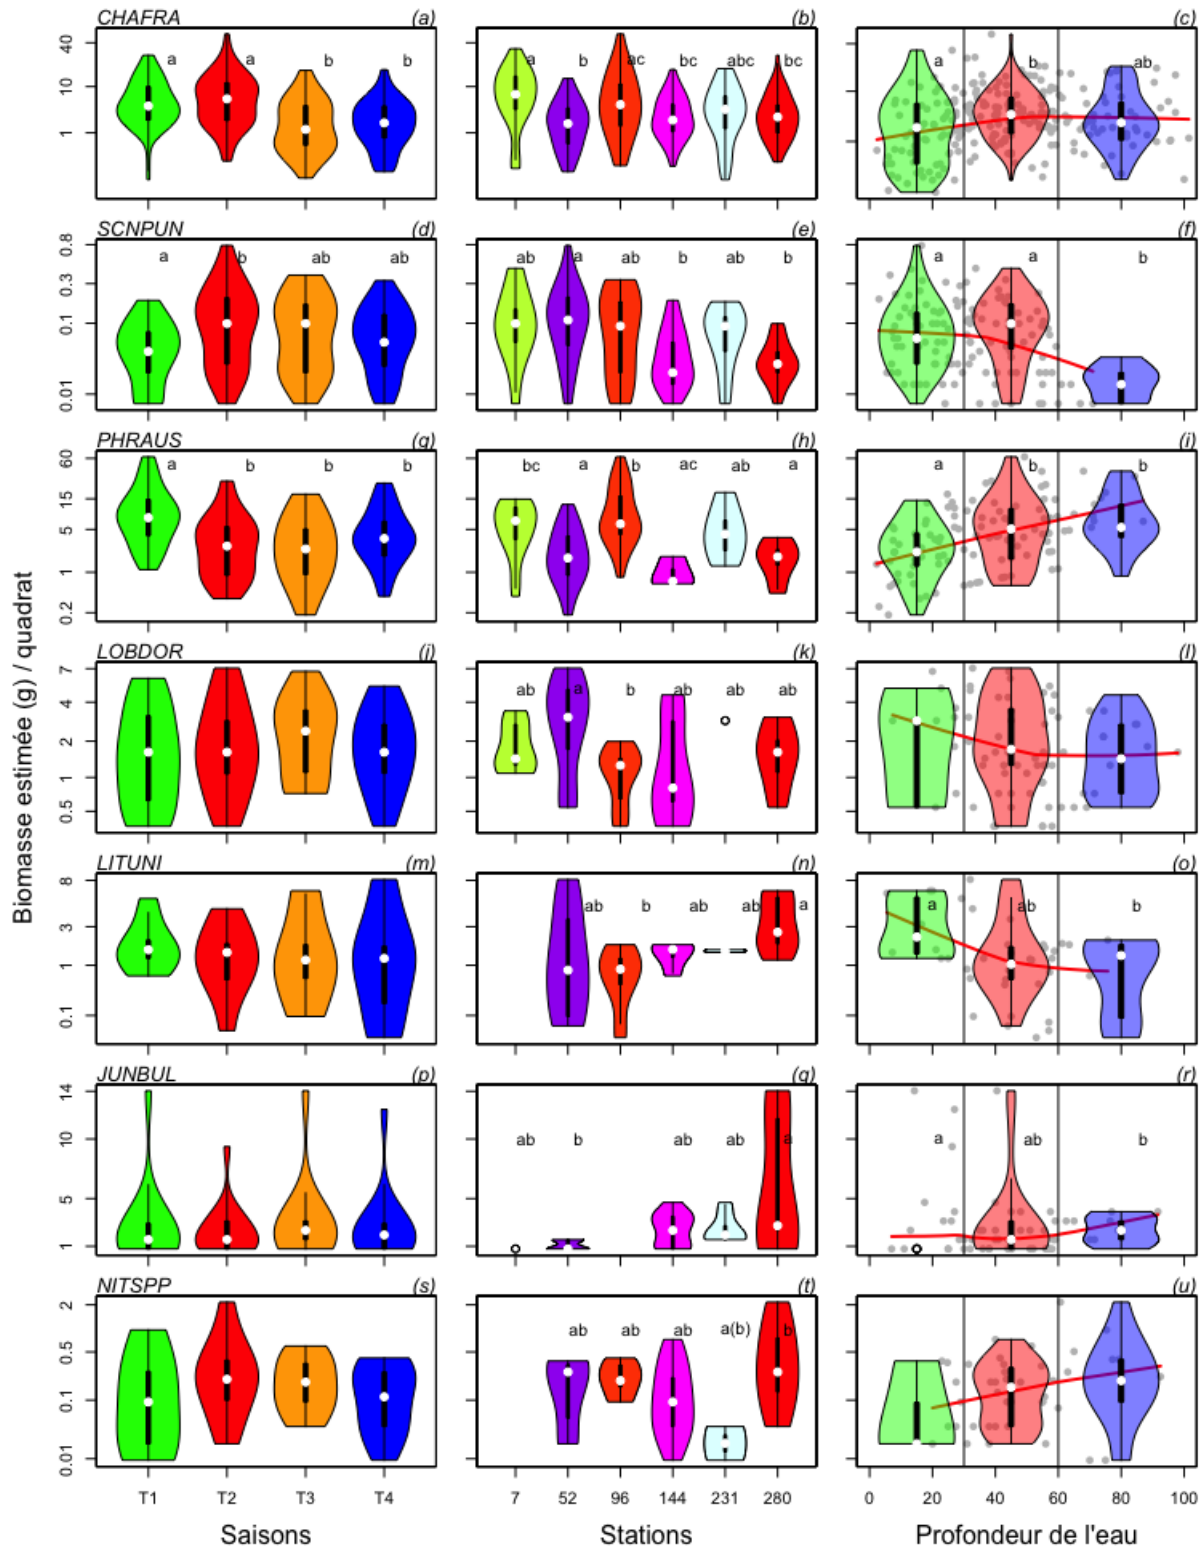 CHAFRA (a) (b) (c)
40
10
1
a a b b
a b ac bc abc bc
a b ab
SCNPUN (d) (e) (f)
0.8
0.3
0.1
0.01
a b ab ab
ab a ab b ab b
a a b
PHRAUS (g) (h) (i)
60
15
5
1
0.2
a b b b
bc a b ac ab a
a b b
LOBDOR (j) (k) (l)
7
4
2
1
0.5
ab a b ab ab ab
LITUNI (m) (n) (o)
8
3
1
0.1
ab b ab ab a
a ab b
JUNBUL (p) (q) (r)
14
10
5
1
ab b ab ab a
a ab b
NITSPP (s) (t) (u)
2
0.5
0.1
0.01
ab ab ab a(b) b
T1 T2 T3 T4
7 52 96 144 231 280
0 20 40 60 80 100
Saisons
Stations
Profondeur de l'eau
Biomasse estimée (g) / quadrat